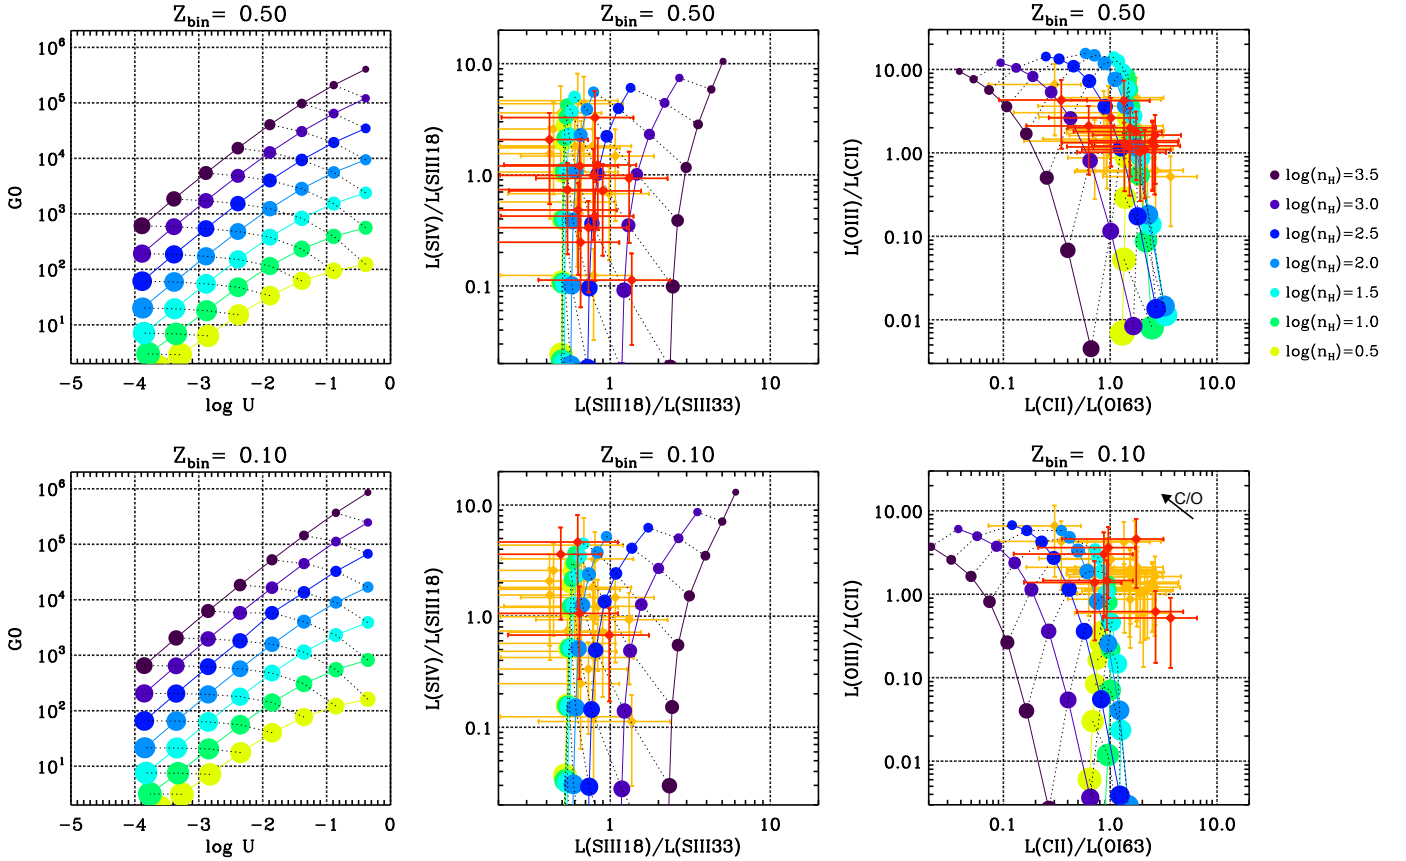 Z_bin= 0.50
Z_bin= 0.50
Z_bin= 0.50
G0
10^6
10^5
10^4
10^3
10^2
10^1
-5 -4 -3 -2 -1 0
log U
L(SIV)/L(SIII18)
10.0
1.0
0.1
1 10
L(SIII18)/L(SIII33)
L(OIII)/L(CII)
10.00
1.00
0.10
0.01
0.1 1.0 10.0
L(CII)/L(OI63)
log(n_H)=3.5
log(n_H)=3.0
log(n_H)=2.5
log(n_H)=2.0
log(n_H)=1.5
log(n_H)=1.0
log(n_H)=0.5
Z_bin= 0.10
Z_bin= 0.10
Z_bin= 0.10
G0
10^6
10^5
10^4
10^3
10^2
10^1
-5 -4 -3 -2 -1 0
log U
L(SIV)/L(SIII18)
10.0
1.0
0.1
1 10
L(SIII18)/L(SIII33)
L(OIII)/L(CII)
C/O
10.00
1.00
0.10
0.01
0.1 1.0 10.0
L(CII)/L(OI63)